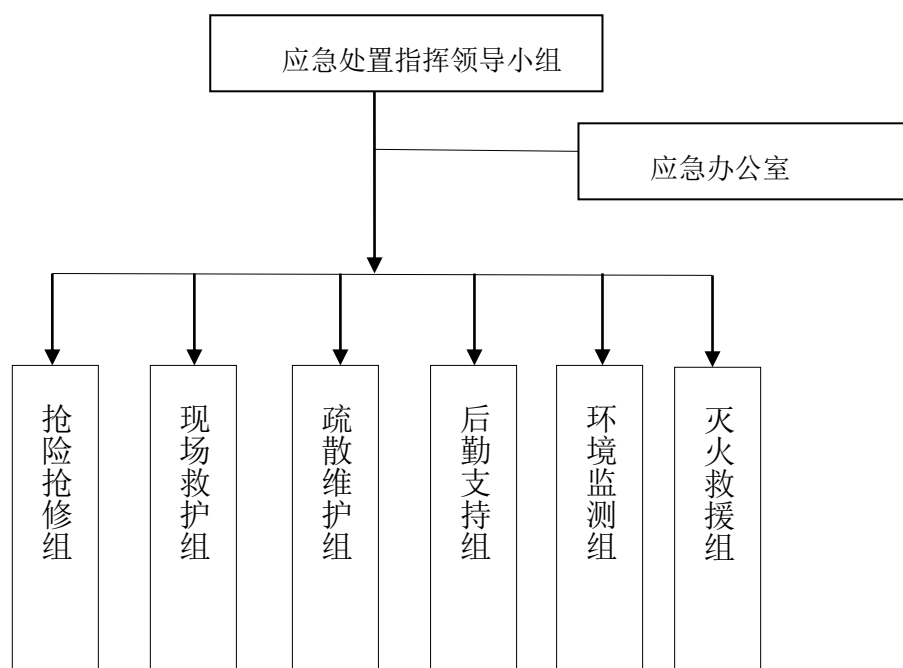 应急处置指挥领导小组
应急办公室
抢险抢修组
现场救护组
疏散维护组
后勤支持组
环境监测组
灭火救援组